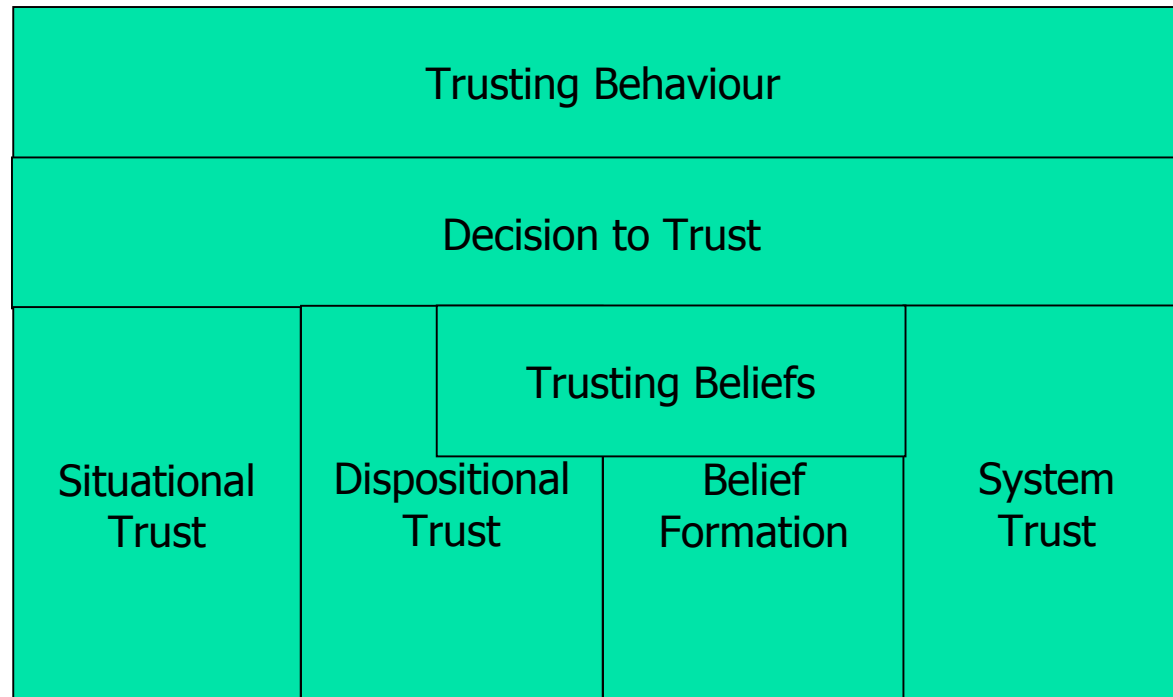 Trusting Behaviour
Decision to Trust
Trusting Beliefs
Situational
Trust
Dispositional
Trust
Belief
Formation
System
Trust